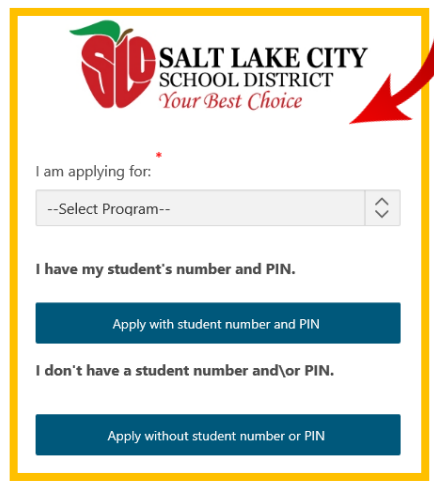 SLC
SALT LAKE CITY
SCHOOL DISTRICT
Your Best Choice
*
I am applying for:
--Select Program--
I have my student's number and PIN.
Apply with student number and PIN
I don't have a student number and\or PIN.
Apply without student number or PIN